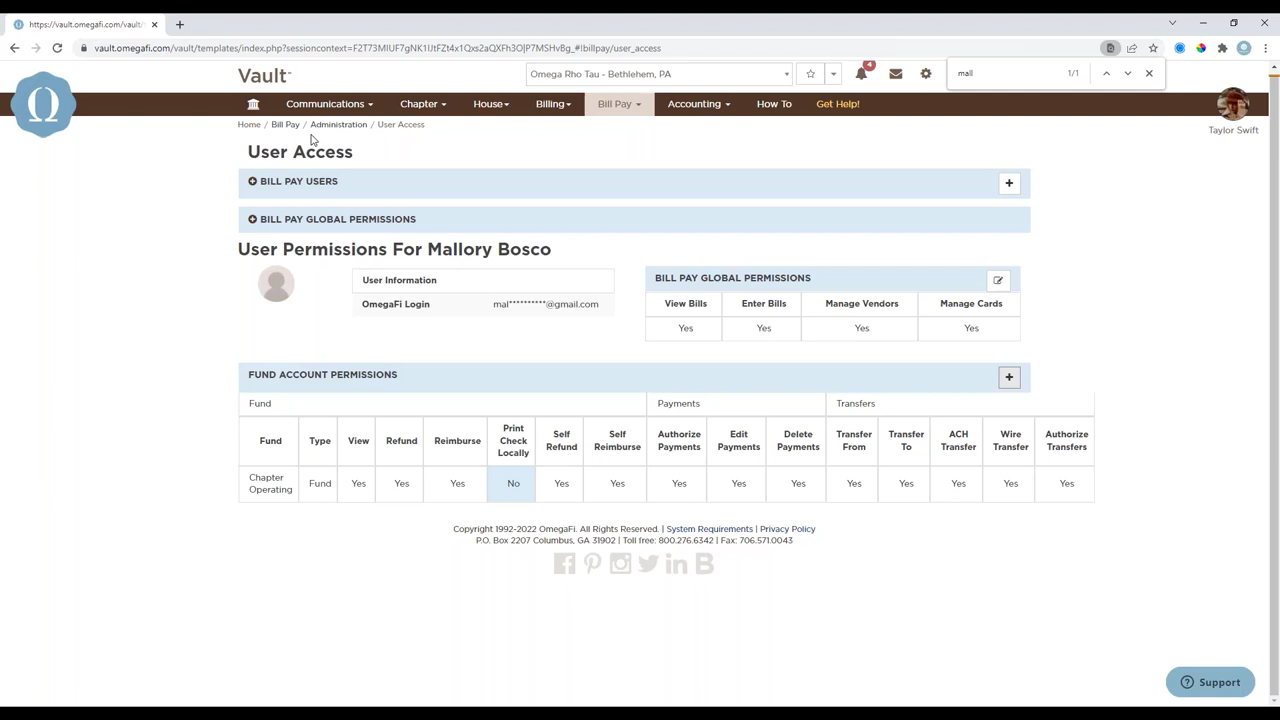 https://vault.omegafi.com/vault/
vault.omegafi.com/vault/templates/index.php?sessioncontext=F2T73MIUF7gNK1UtFZt4x1Qxs2aQXFh3O|P7MSHvBg_#!billpay/user_access
mall 1/1
Vault
Omega Rho Tau - Bethlehem, PA
4
Ω
Communications Chapter House Billing Bill Pay Accounting How To Get Help!
Home / Bill Pay / Administration / User Access
Taylor Swift
User Access
BILL PAY USERS
BILL PAY GLOBAL PERMISSIONS
User Permissions For Mallory Bosco
User Information
OmegaFi Login mal**********@gmail.com
BILL PAY GLOBAL PERMISSIONS
View Bills Enter Bills Manage Vendors Manage Cards
Yes Yes Yes Yes
FUND ACCOUNT PERMISSIONS
Fund Payments Transfers
Fund Type View Refund Reimburse Print Check Locally Self Refund Self Reimburse Authorize Payments Edit Payments Delete Payments Transfer From Transfer To ACH Transfer Wire Transfer Authorize Transfers
Chapter Operating Fund Yes Yes Yes No Yes Yes Yes Yes Yes Yes Yes Yes Yes Yes
Copyright 1992-2022 OmegaFi. All Rights Reserved. | System Requirements | Privacy Policy
P.O. Box 2207 Columbus, GA 31902 | Toll free: 800.276.6342 | Fax: 706.571.0043
Support